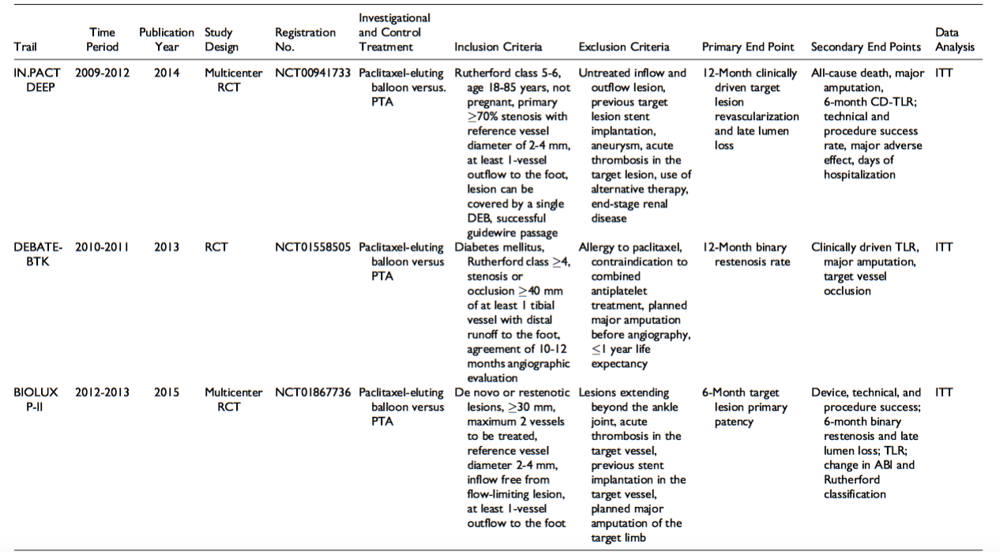 Trail
Time
Period
Publication
Year
Study
Design
Registration
No.
Investigational
and Control
Treatment
Inclusion Criteria
Exclusion Criteria
Primary End Point
Secondary End Points
Data
Analysis
IN.PACT
DEEP
2009-2012
2014
Multicenter
RCT
NCT00941733
Paclitaxel-eluting
balloon versus.
PTA
Rutherford class 5-6,
age 18-85 years, not
pregnant, primary
≥70% stenosis with
reference vessel
diameter of 2-4 mm,
at least 1-vessel
outflow to the foot,
lesion can be
covered by a single
DEB, successful
guidewire passage
Untreated inflow and
outflow lesion,
previous target
lesion stent
implantation,
aneurysm, acute
thrombosis in the
target lesion, use of
alternative therapy,
end-stage renal
disease
12-Month clinically
driven target
lesion
revascularization
and late lumen
loss
All-cause death, major
amputation,
6-month CD-TLR;
technical and
procedure success
rate, major adverse
effect, days of
hospitalization
ITT
DEBATE-
BTK
2010-2011
2013
RCT
NCT01558505
Paclitaxel-eluting
balloon versus
PTA
Diabetes mellitus,
Rutherford class ≥4,
stenosis or
occlusion ≥40 mm
of at least 1 tibial
vessel with distal
runoff to the foot,
agreement of 10-12
months angiographic
evaluation
Allergy to paclitaxel,
contraindication to
combined
antiplatelet
treatment, planned
major amputation
before angiography,
≤1 year life
expectancy
12-Month binary
restenosis rate
Clinically driven TLR,
major amputation,
target vessel
occlusion
ITT
BIOLUX
P-II
2012-2013
2015
Multicenter
RCT
NCT01867736
Paclitaxel-eluting
balloon versus
PTA
De novo or restenotic
lesions, ≥30 mm,
maximum 2 vessels
to be treated,
reference vessel
diameter 2-4 mm,
inflow free from
flow-limiting lesion,
at least 1-vessel
outflow to the foot
Lesions extending
beyond the ankle
joint, acute
thrombosis in the
target vessel,
previous stent
implantation in the
target vessel,
planned major
amputation of the
target limb
6-Month target
lesion primary
patency
Device, technical, and
procedure success;
6-month binary
restenosis and late
lumen loss; TLR;
change in ABI and
Rutherford
classification
ITT